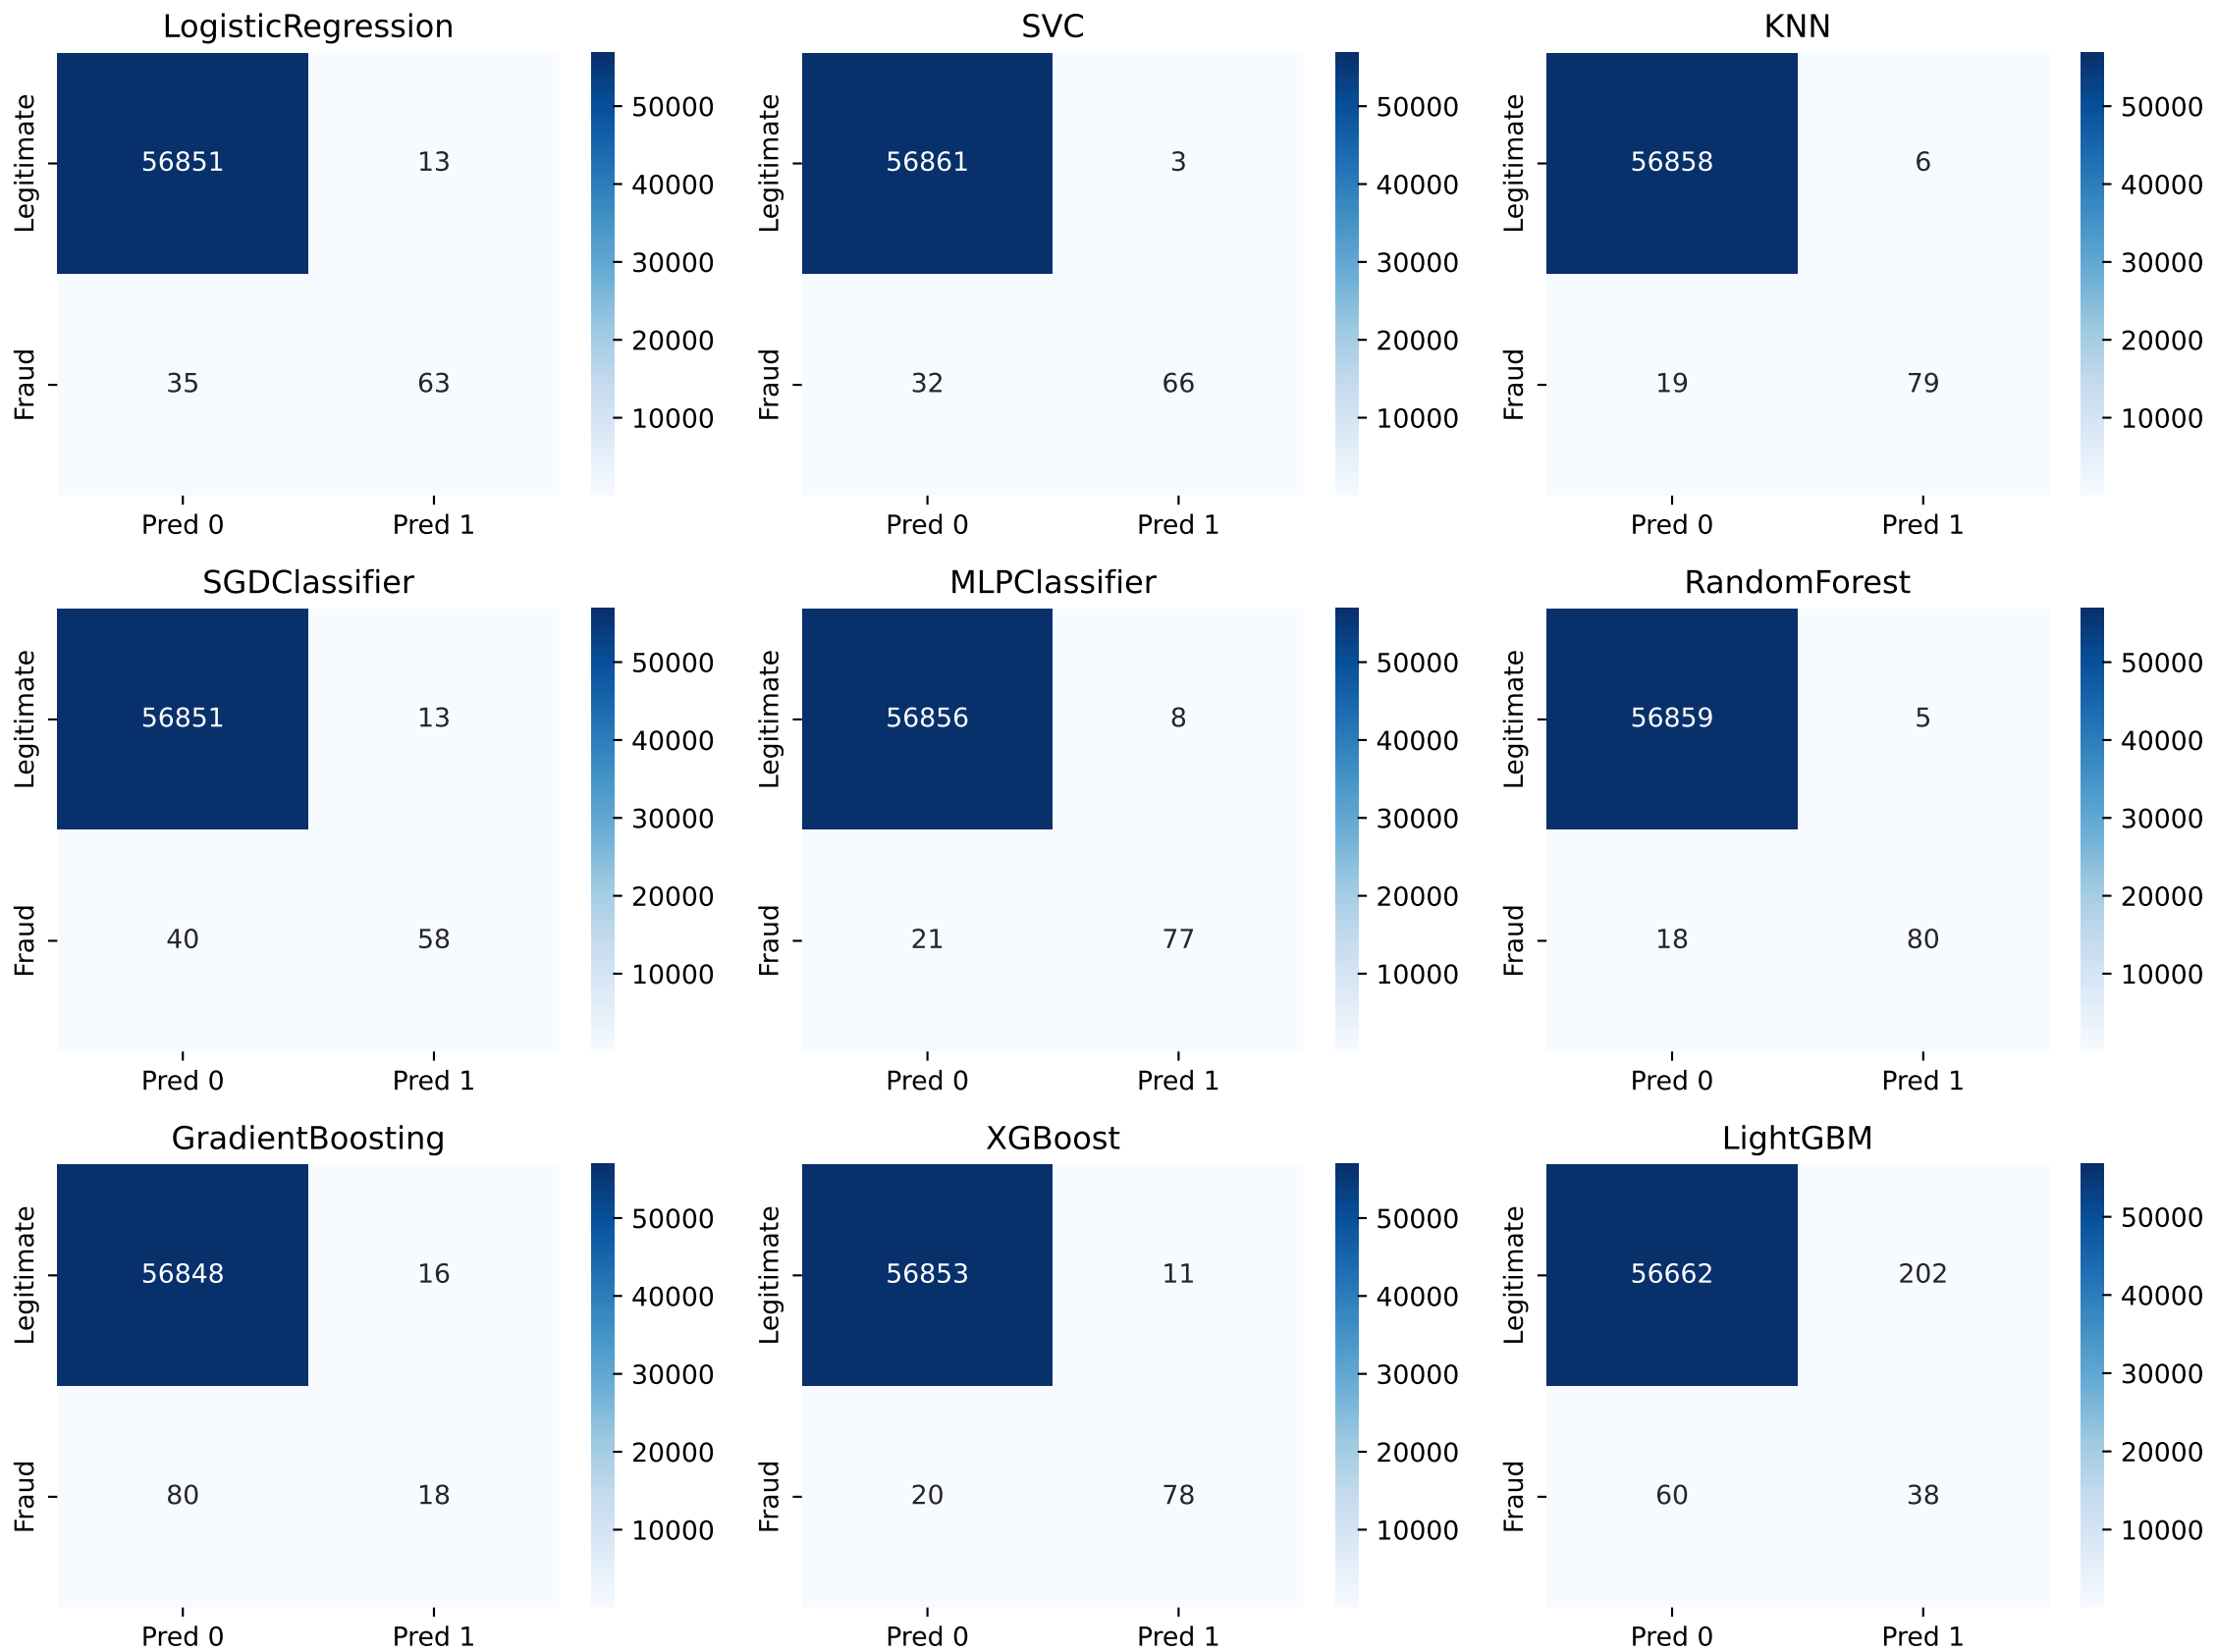 LogisticRegression
Legitimate
Fraud
56851 13
35 63
Pred 0 Pred 1
50000
40000
30000
20000
10000
SVC
Legitimate
Fraud
56861 3
32 66
Pred 0 Pred 1
50000
40000
30000
20000
10000
KNN
Legitimate
Fraud
56858 6
19 79
Pred 0 Pred 1
50000
40000
30000
20000
10000
SGDClassifier
Legitimate
Fraud
56851 13
40 58
Pred 0 Pred 1
50000
40000
30000
20000
10000
MLPClassifier
Legitimate
Fraud
56856 8
21 77
Pred 0 Pred 1
50000
40000
30000
20000
10000
RandomForest
Legitimate
Fraud
56859 5
18 80
Pred 0 Pred 1
50000
40000
30000
20000
10000
GradientBoosting
Legitimate
Fraud
56848 16
80 18
Pred 0 Pred 1
50000
40000
30000
20000
10000
XGBoost
Legitimate
Fraud
56853 11
20 78
Pred 0 Pred 1
50000
40000
30000
20000
10000
LightGBM
Legitimate
Fraud
56662 202
60 38
Pred 0 Pred 1
50000
40000
30000
20000
10000